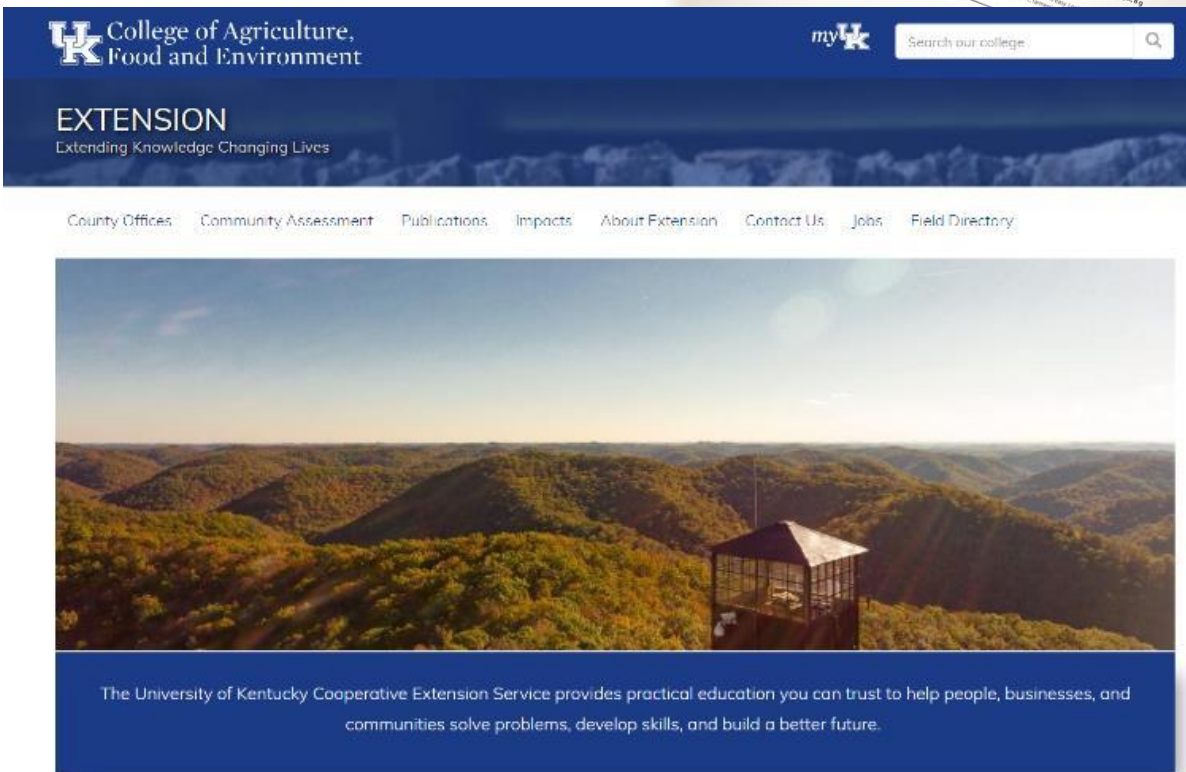 UK College of Agriculture,
Food and Environment
myUK
Search our college
EXTENSION
Extending Knowledge Changing Lives
County Offices Community Assessment Publications Impacts About Extension Contact Us Jobs Field Directory
The University of Kentucky Cooperative Extension Service provides practical education you can trust to help people, businesses, and
communities solve problems, develop skills, and build a better future.